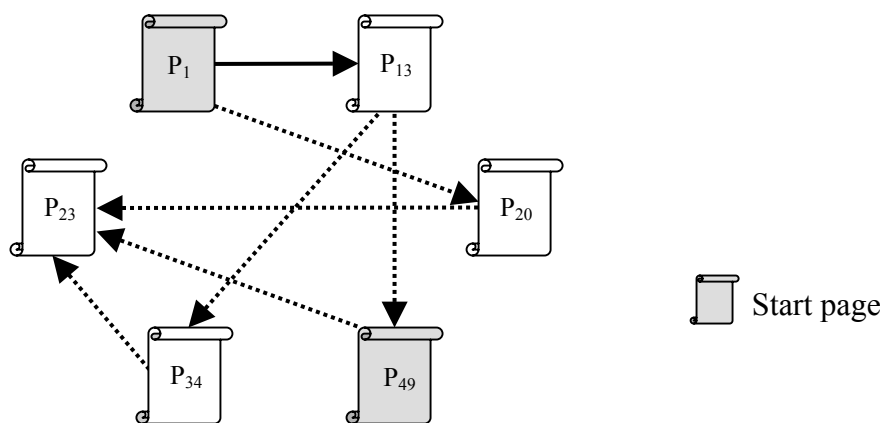 P₁
P₁₃
P₂₃
P₂₀
Start page
P₃₄
P₄₉